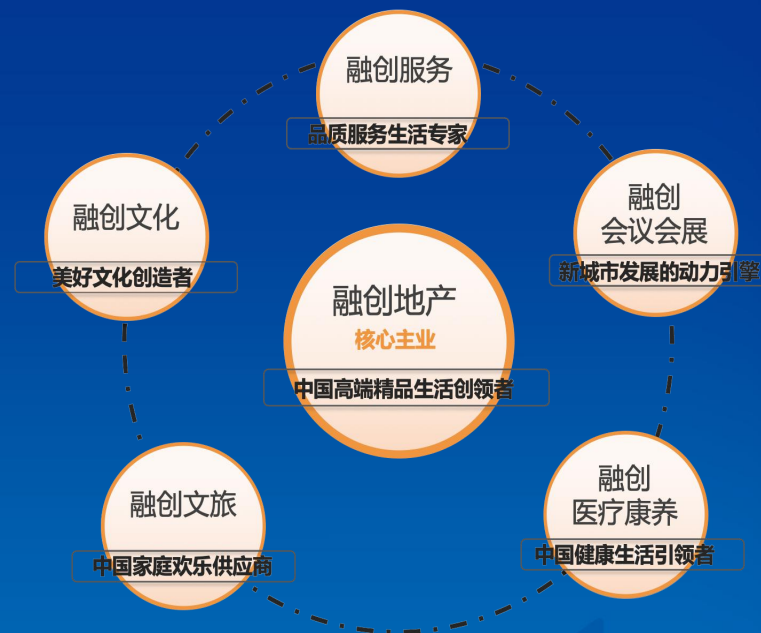 融创服务
品质服务生活专家
融创文化
美好文化创造者
融创
会议会展
新城市发展的动力引擎
融创地产
核心主业
中国高端精品生活创领者
融创文旅
中国家庭欢乐供应商
融创
医疗康养
中国健康生活引领者